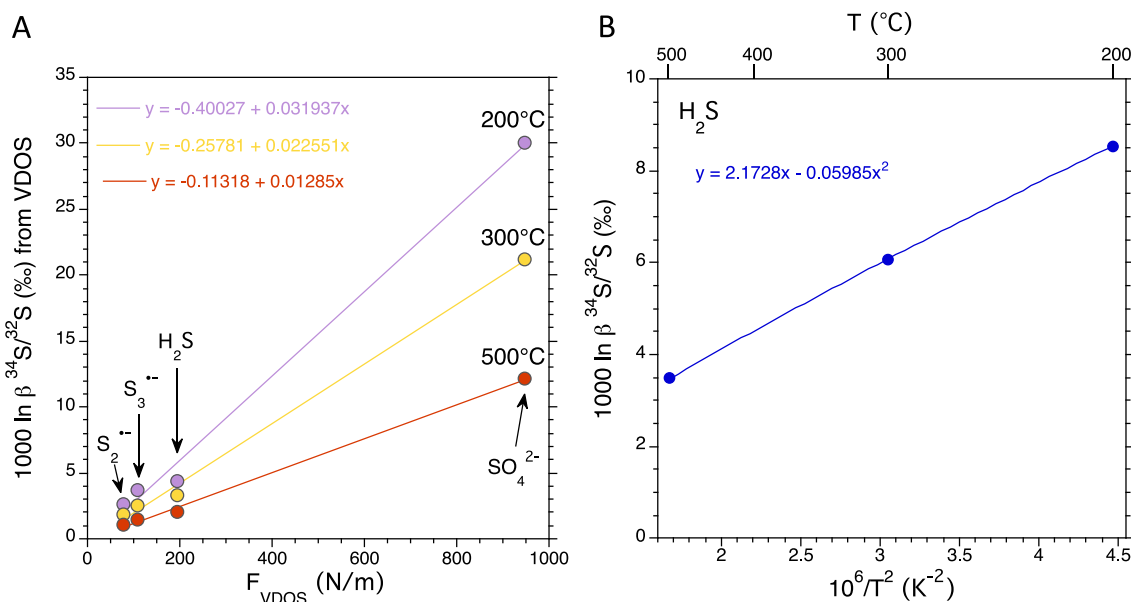 A
1000 ln β ³⁴S/³²S (‰) from VDOS
35
30
25
20
15
10
5
0
y = -0.40027 + 0.031937x
y = -0.25781 + 0.022551x
y = -0.11318 + 0.01285x
200°C
300°C
500°C
H₂S
S₃•−
S₂•−
SO₄²⁻
0 200 400 600 800 1000
F_VDOS (N/m)
B
T (°C)
500 400 300 200
1000 ln β ³⁴S/³²S (‰)
10
8
6
4
2
0
H₂S
y = 2.1728x - 0.05985x²
2 2.5 3 3.5 4 4.5
10⁶/T² (K⁻²)